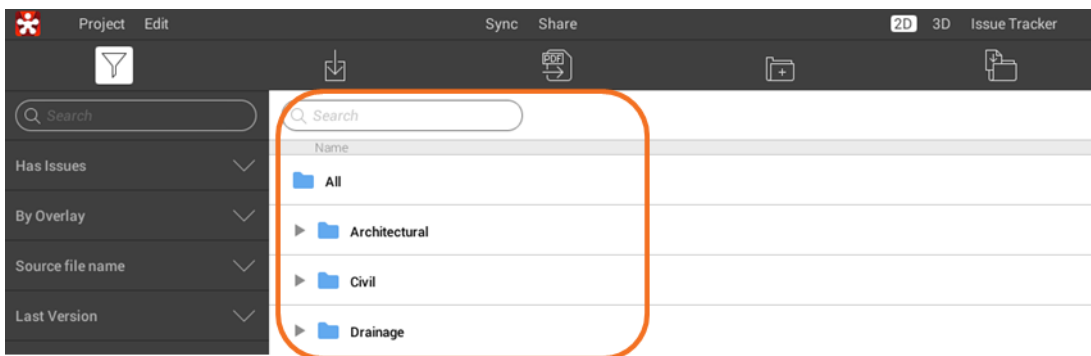 Project Edit Sync Share 2D 3D Issue Tracker
PDF
Search
Has Issues
By Overlay
Source file name
Last Version
Search
Name
All
Architectural
Civil
Drainage